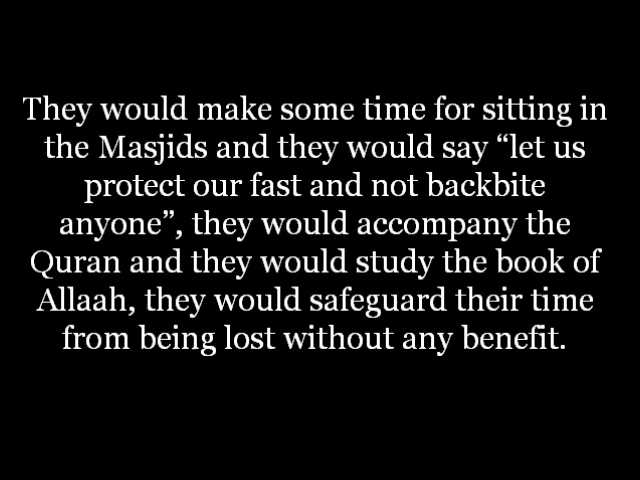 They would make some time for sitting in
the Masjids and they would say “let us
protect our fast and not backbite
anyone”, they would accompany the
Quran and they would study the book of
Allaah, they would safeguard their time
from being lost without any benefit.